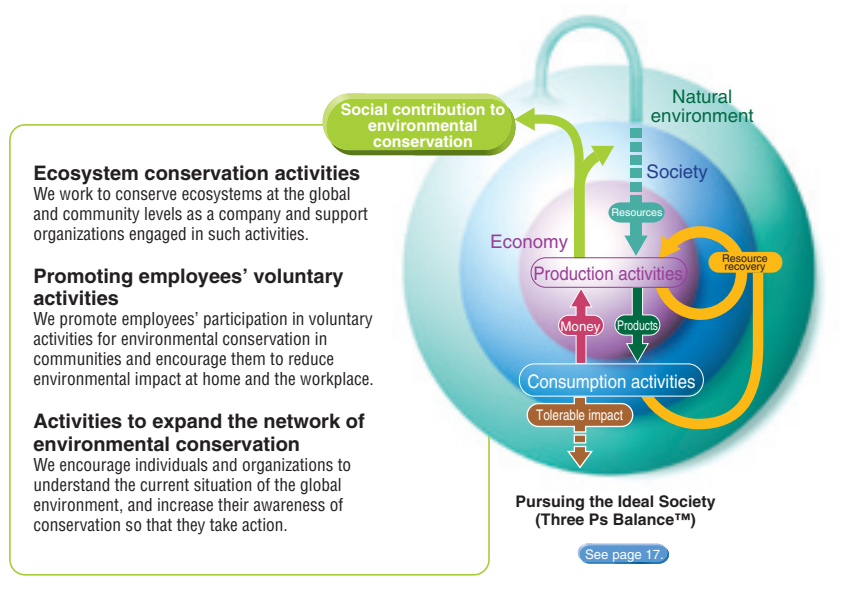 Social contribution to
environmental
conservation
Ecosystem conservation activities
We work to conserve ecosystems at the global
and community levels as a company and support
organizations engaged in such activities.
Promoting employees’ voluntary
activities
We promote employees’ participation in voluntary
activities for environmental conservation in
communities and encourage them to reduce
environmental impact at home and the workplace.
Activities to expand the network of
environmental conservation
We encourage individuals and organizations to
understand the current situation of the global
environment, and increase their awareness of
conservation so that they take action.
Natural
environment
Society
Resources
Economy
Resource
recovery
Production activities
Money
Products
Consumption activities
Tolerable impact
Pursuing the Ideal Society
(Three Ps Balance™)
See page 17.